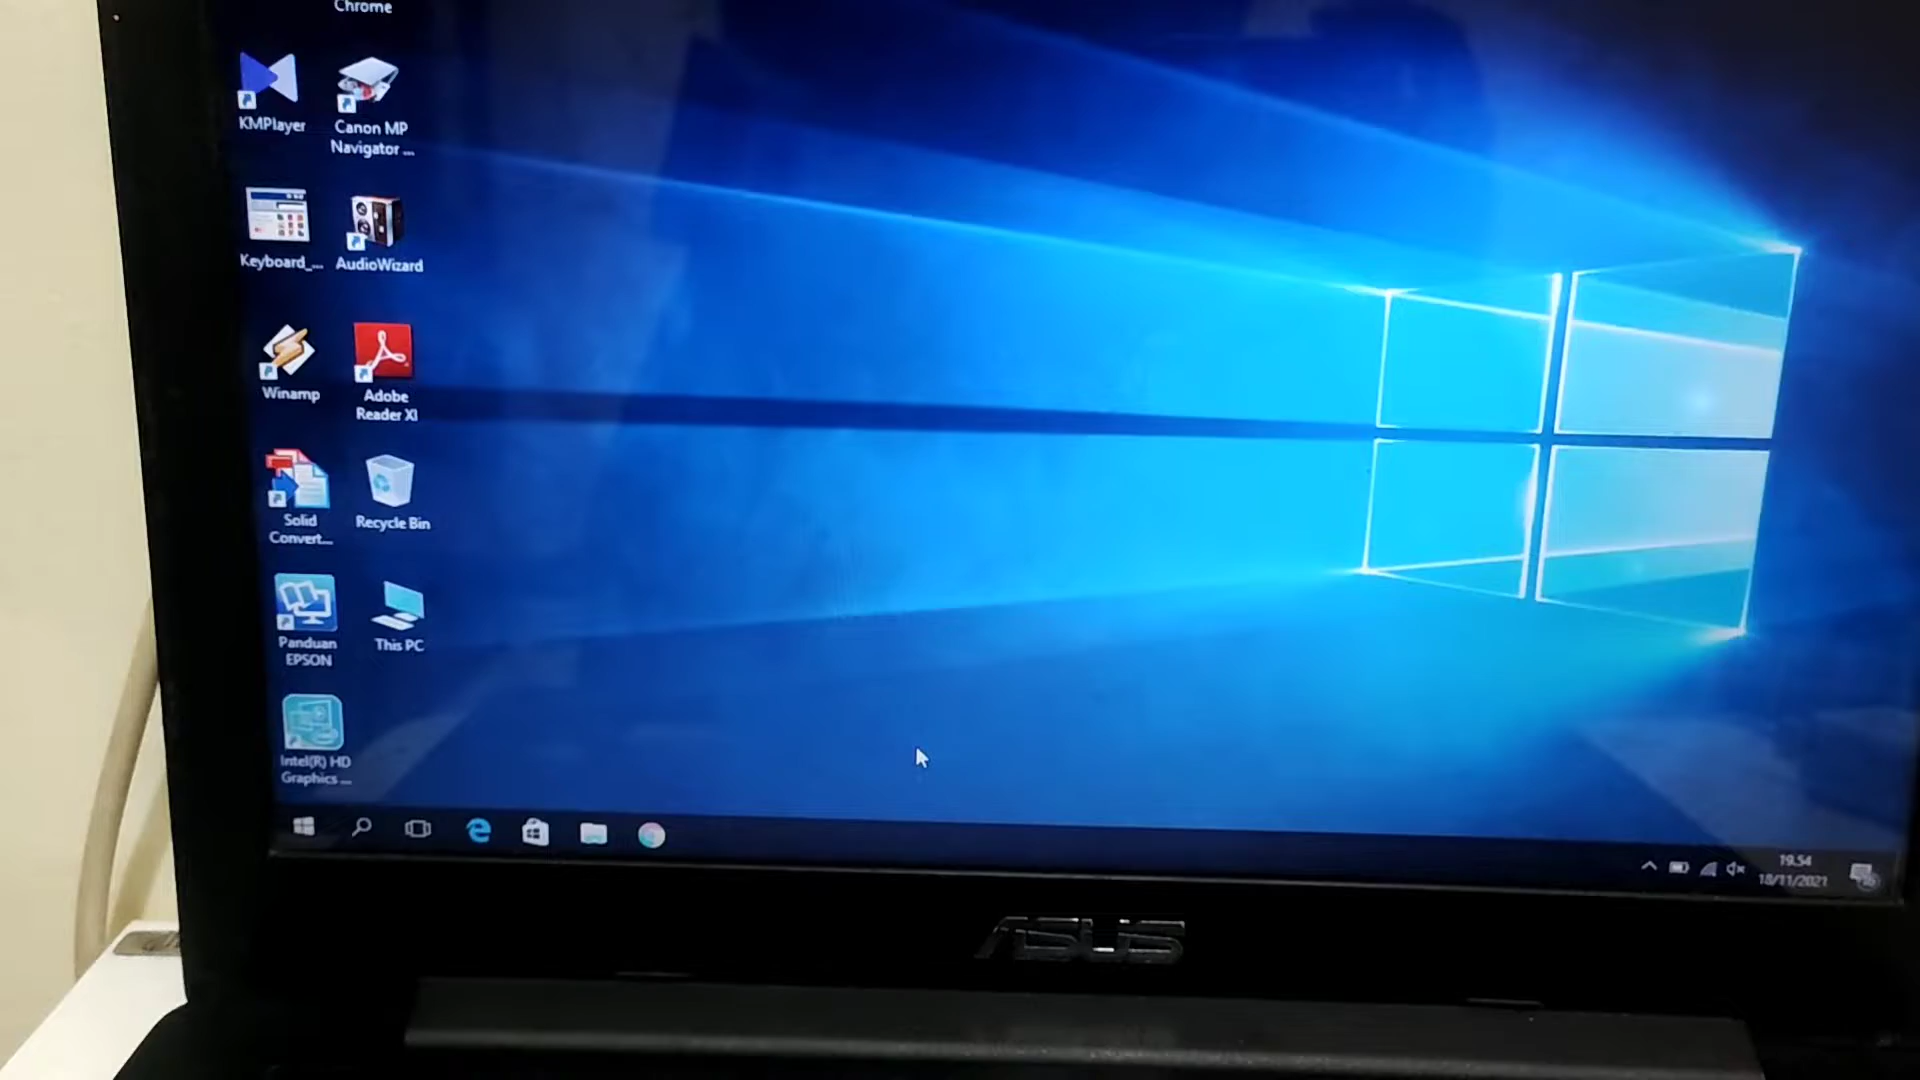 Chrome
KMPlayer
Canon MP
Navigator ...
Keyboard_...
AudioWizard
Winamp
Adobe
Reader XI
Solid
Convert...
Recycle Bin
Panduan
EPSON
This PC
Intel(R) HD
Graphics ...
19.54
18/11/2021
ASUS